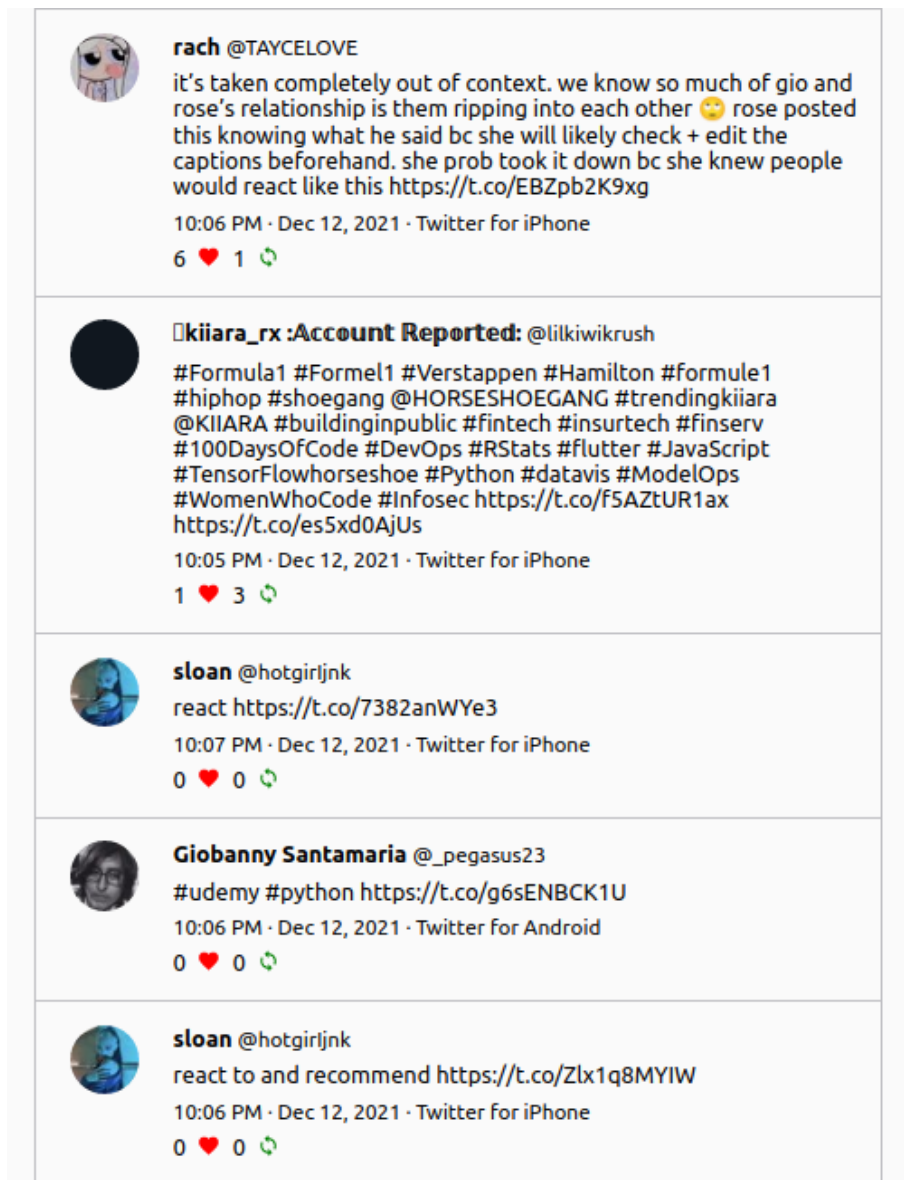 rach @TAYCELOVE
it’s taken completely out of context. we know so much of gio and
rose’s relationship is them ripping into each other 🙄 rose posted
this knowing what he said bc she will likely check + edit the
captions beforehand. she prob took it down bc she knew people
would react like this https://t.co/EBZpb2K9xg
10:06 PM · Dec 12, 2021 · Twitter for iPhone
6 ❤ 1
kiiara_rx :𝔸𝕔𝕔𝕠𝕦𝕟𝕥 ℝ𝕖𝕡𝕠𝕣𝕥𝕖𝕕: @lilkiwikrush
#Formula1 #Formel1 #Verstappen #Hamilton #formule1
#hiphop #shoegang @HORSESHOEGANG #trendingkiiara
@KIIARA #buildinginpublic #fintech #insurtech #finserv
#100DaysOfCode #DevOps #RStats #flutter #JavaScript
#TensorFlowhorseshoe #Python #datavis #ModelOps
#WomenWhoCode #Infosec https://t.co/f5AZtUR1ax
https://t.co/es5xd0AjUs
10:05 PM · Dec 12, 2021 · Twitter for iPhone
1 ❤ 3
sloan @hotgirljnk
react https://t.co/7382anWYe3
10:07 PM · Dec 12, 2021 · Twitter for iPhone
0 ❤ 0
Giobanny Santamaria @_pegasus23
#udemy #python https://t.co/g6sENBCK1U
10:06 PM · Dec 12, 2021 · Twitter for Android
0 ❤ 0
sloan @hotgirljnk
react to and recommend https://t.co/Zlx1q8MYIW
10:06 PM · Dec 12, 2021 · Twitter for iPhone
0 ❤ 0